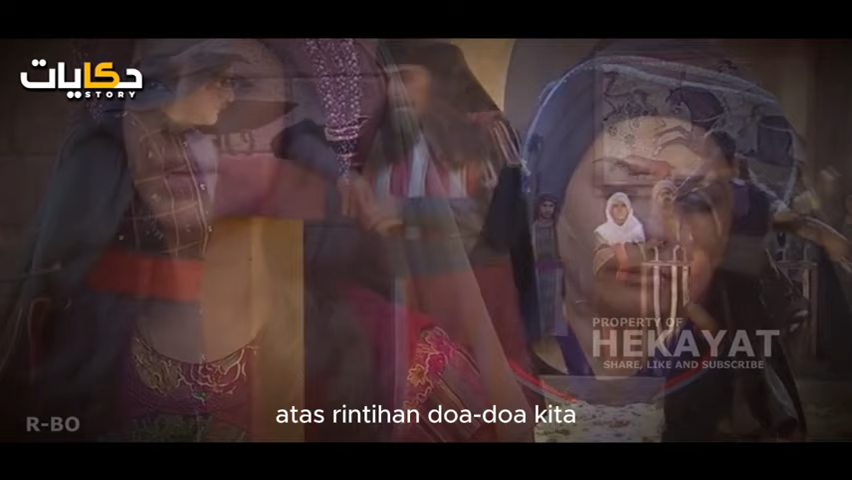 حكايات
STORY
PROPERTY OF
HEKAYAT
SHARE, LIKE AND SUBSCRIBE
atas rintihan doa-doa kita
R-BO